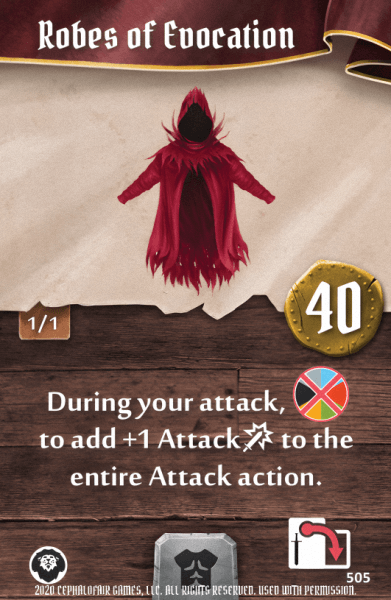 Robes of Evocation
40
1/1
During your attack,
to add +1 Attack to the
entire Attack action.
505
2020 CEPHALOFAIR GAMES, LLC. ALL RIGHTS RESERVED. USED WITH PERMISSION.